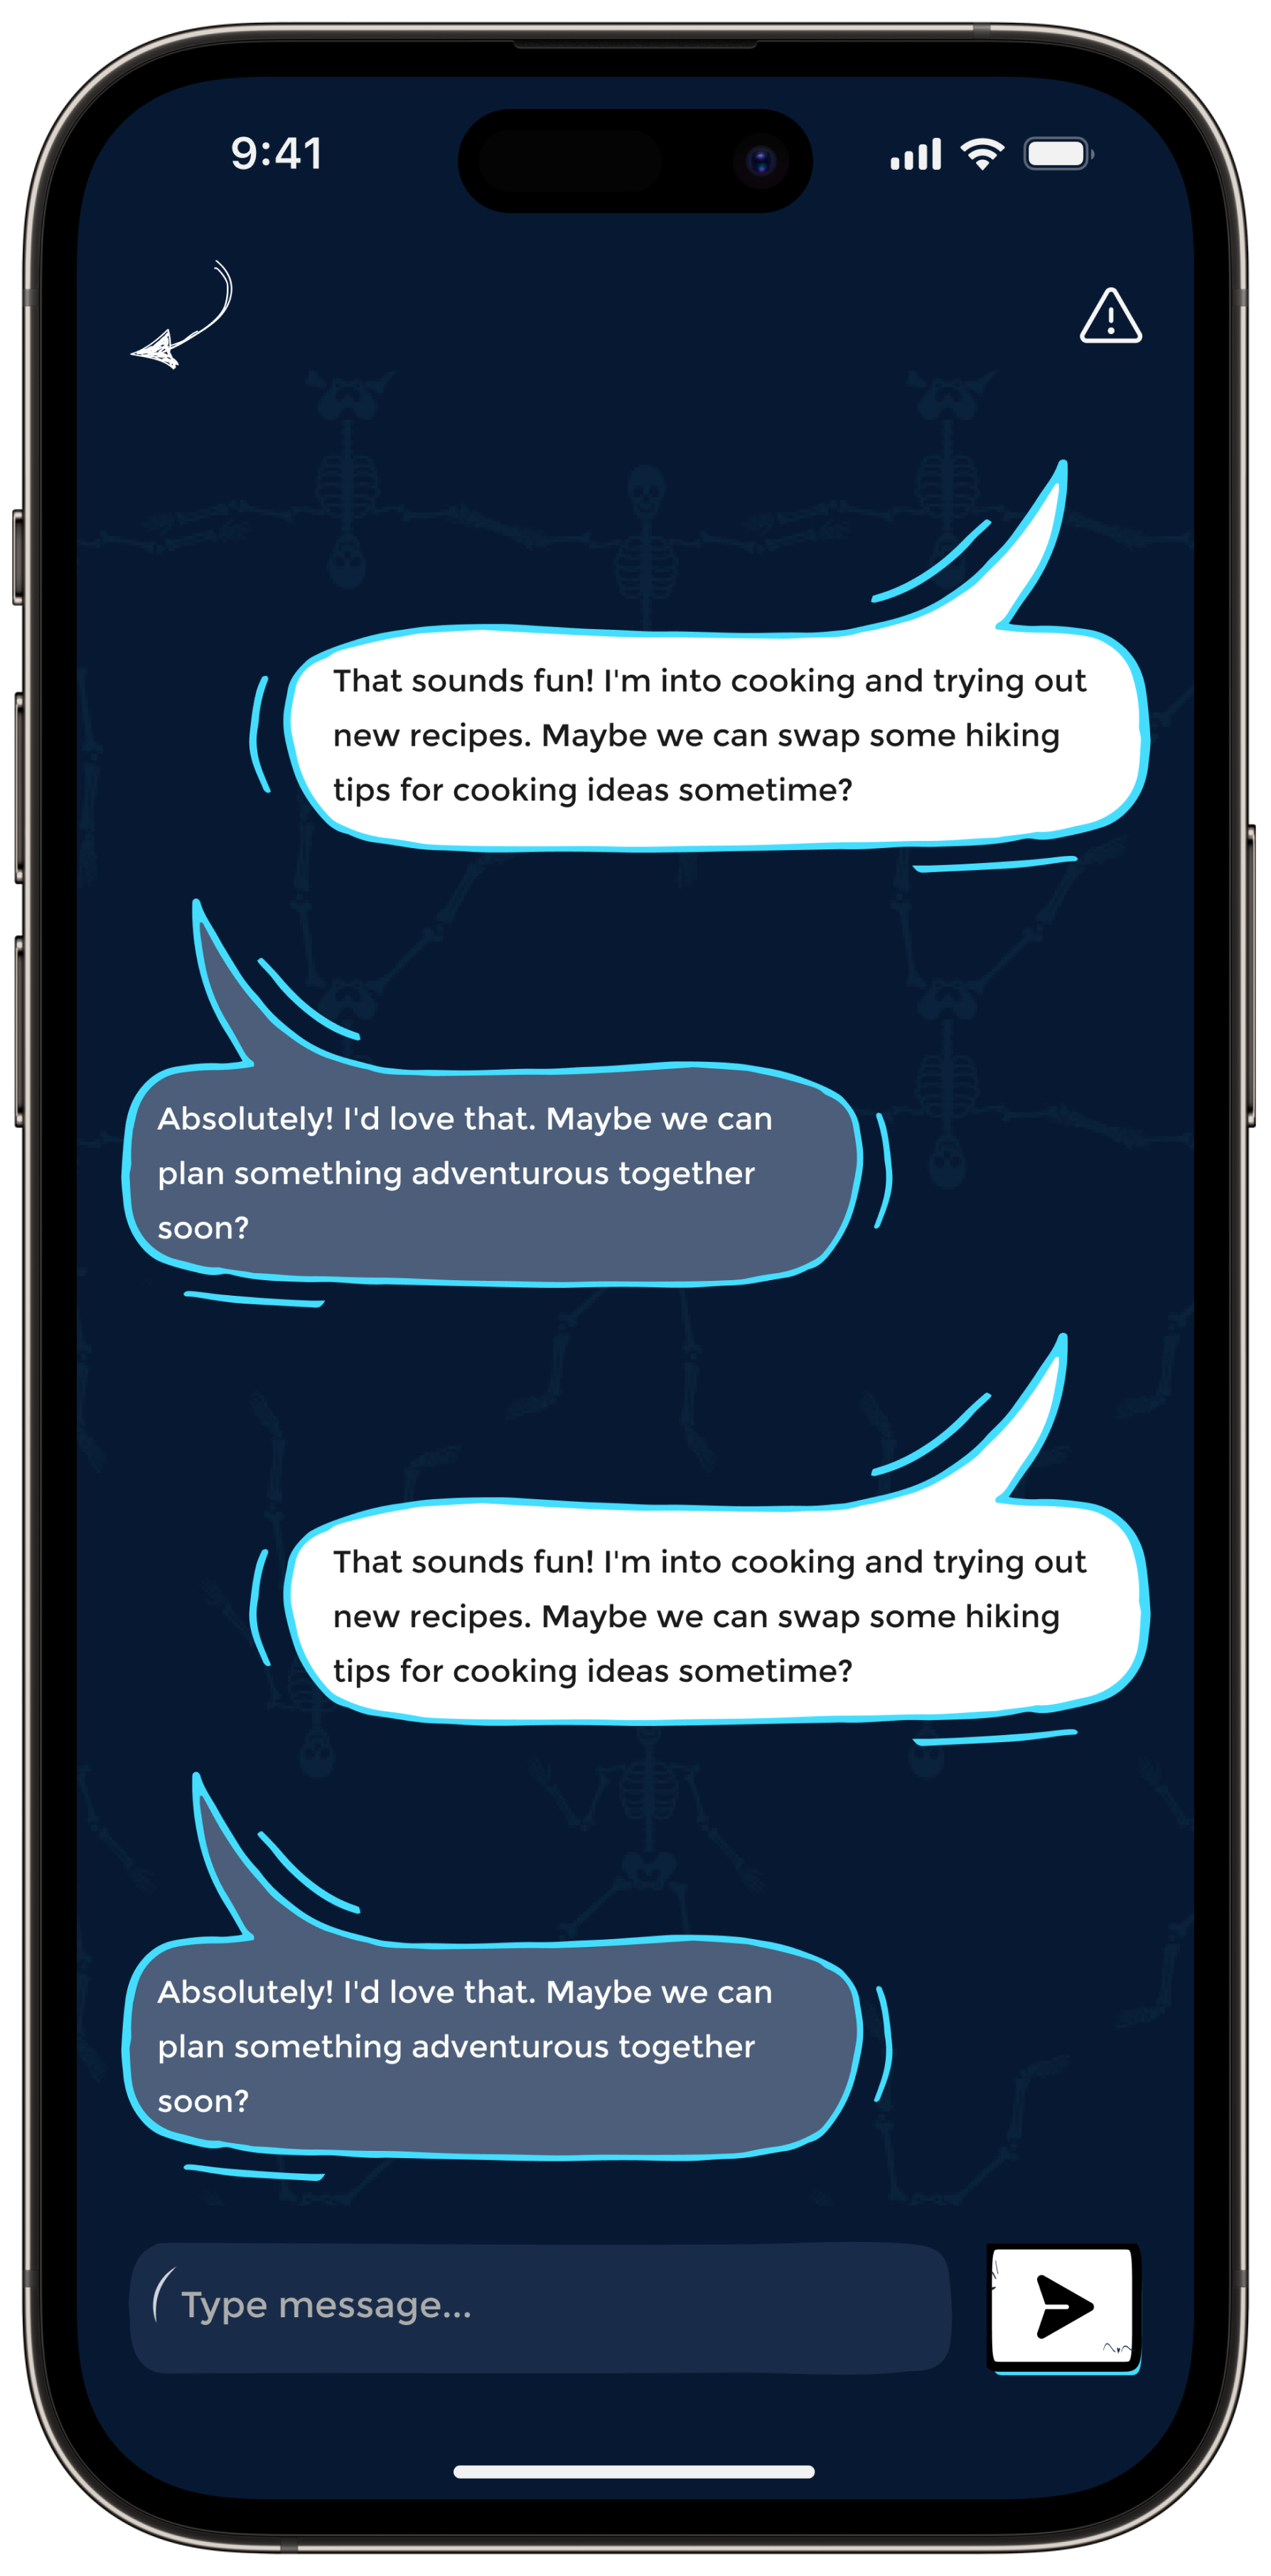 9:41
That sounds fun! I'm into cooking and trying out
new recipes. Maybe we can swap some hiking
tips for cooking ideas sometime?
Absolutely! I'd love that. Maybe we can
plan something adventurous together
soon?
That sounds fun! I'm into cooking and trying out
new recipes. Maybe we can swap some hiking
tips for cooking ideas sometime?
Absolutely! I'd love that. Maybe we can
plan something adventurous together
soon?
Type message...